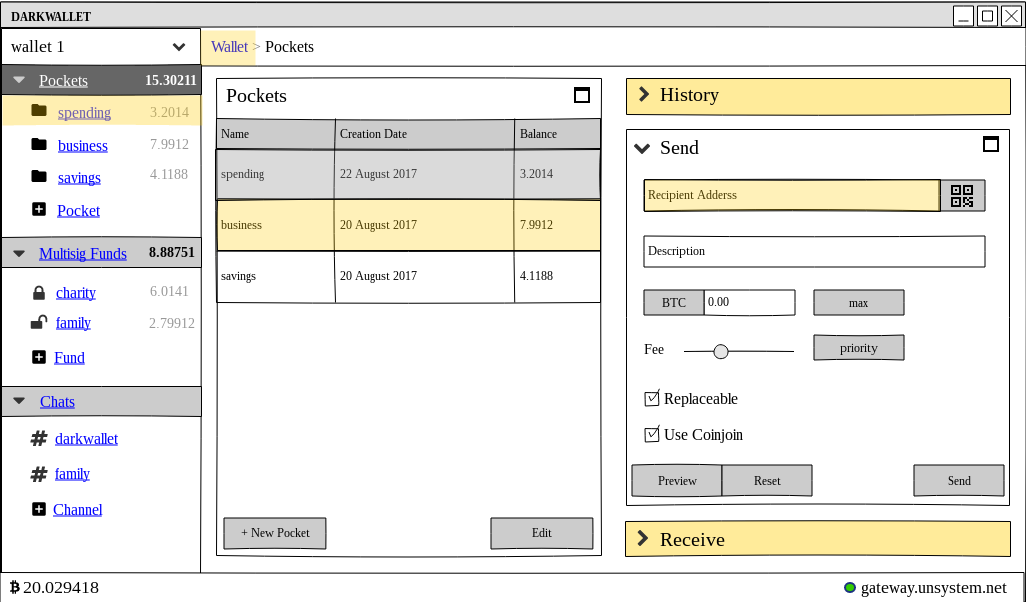 DARKWALLET
wallet 1
Wallet > Pockets
Pockets 15.30211
spending 3.2014
business 7.9912
savings 4.1188
Pocket
Multisig Funds 8.88751
charity 6.0141
family 2.79912
Fund
Chats
# darkwallet
# family
Channel
Pockets
Name Creation Date Balance
spending 22 August 2017 3.2014
business 20 August 2017 7.9912
savings 20 August 2017 4.1188
+ New Pocket Edit
History
Send
Recipient Adderss
Description
BTC 0.00 max
Fee priority
Replaceable
Use Coinjoin
Preview Reset Send
Receive
₿ 20.029418
gateway.unsystem.net